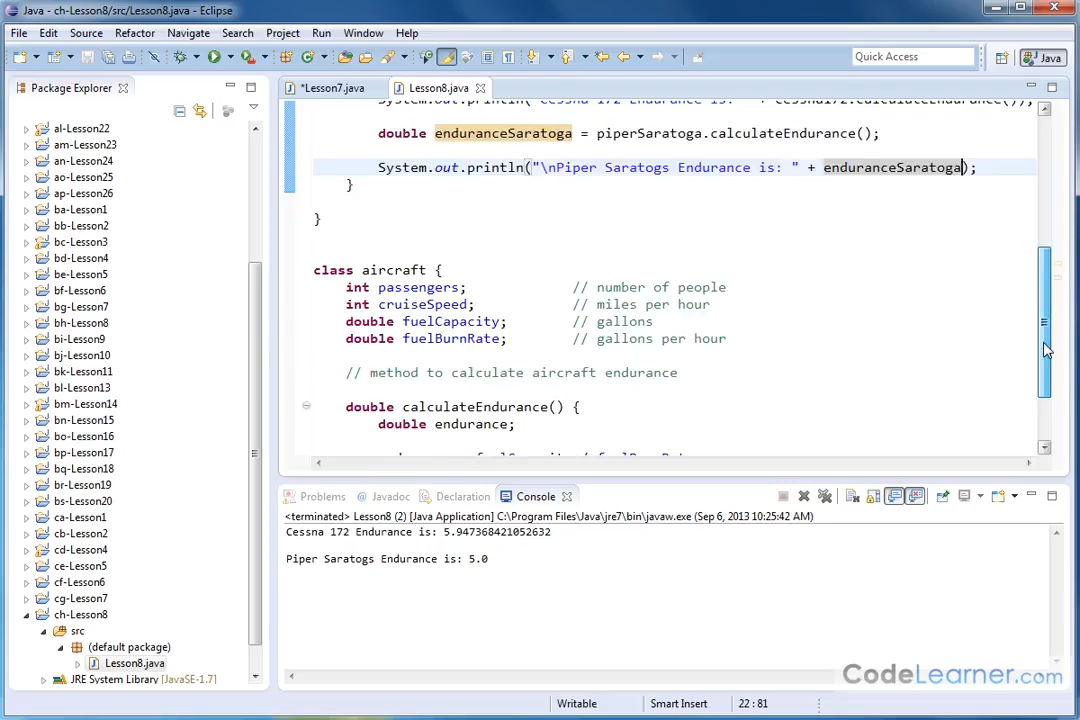 Java - ch-Lesson8/src/Lesson8.java - Eclipse
File Edit Source Refactor Navigate Search Project Run Window Help
Quick Access
Java
Package Explorer
*Lesson7.java
Lesson8.java
al-Lesson22
am-Lesson23
an-Lesson24
ao-Lesson25
ap-Lesson26
ba-Lesson1
bb-Lesson2
bc-Lesson3
bd-Lesson4
be-Lesson5
bf-Lesson6
bg-Lesson7
bh-Lesson8
bi-Lesson9
bj-Lesson10
bk-Lesson11
bl-Lesson13
bm-Lesson14
bn-Lesson15
bo-Lesson16
bp-Lesson17
bq-Lesson18
br-Lesson19
bs-Lesson20
ca-Lesson1
cb-Lesson2
cd-Lesson4
ce-Lesson5
cf-Lesson6
cg-Lesson7
ch-Lesson8
src
(default package)
Lesson8.java
JRE System Library [JavaSE-1.7]
System.out.println("Cessna 172 Endurance is: " + cessna172.calculateEndurance());
double enduranceSaratoga = piperSaratoga.calculateEndurance();
System.out.println("\nPiper Saratogs Endurance is: " + enduranceSaratoga);
}
}
class aircraft {
int passengers; // number of people
int cruiseSpeed; // miles per hour
double fuelCapacity; // gallons
double fuelBurnRate; // gallons per hour
// method to calculate aircraft endurance
double calculateEndurance() {
double endurance;
Problems @ Javadoc Declaration Console
<terminated> Lesson8 (2) [Java Application] C:\Program Files\Java\jre7\bin\javaw.exe (Sep 6, 2013 10:25:42 AM)
Cessna 172 Endurance is: 5.947368421052632
Piper Saratogs Endurance is: 5.0
CodeLearner.com
Writable Smart Insert 22 : 81